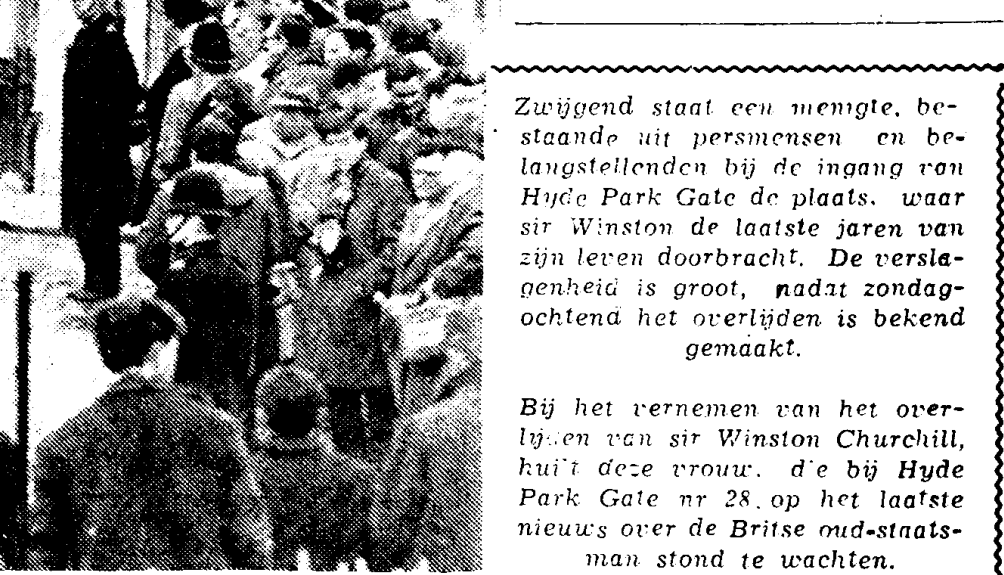 Zwijgend staat een menigte, be-
staande uit persmensen en be-
langstellenden bij de ingang van
Hyde Park Gate de plaats. waar
sir Winston de laatste jaren van
zijn leven doorbracht. De versla-
genheid is groot, nadat zondag-
ochtend het overlijden is bekend
gemaakt.
Bij het vernemen van het over-
lijden van sir Winston Churchill,
huilt deze vrouw. die bij Hyde
Park Gate nr 28. op het laatste
nieuws over de Britse oud-staats-
man stond te wachten.